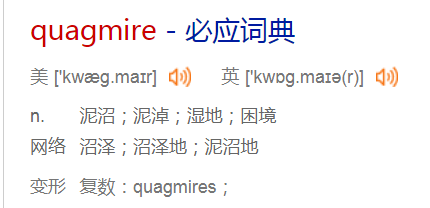 quagmire - 必应词典
美 ['kwæg.maɪr] 英 ['kwɒg.maɪə(r)]
n. 泥沼；泥淖；湿地；困境
网络 沼泽；沼泽地；泥沼地
变形 复数：quagmires；